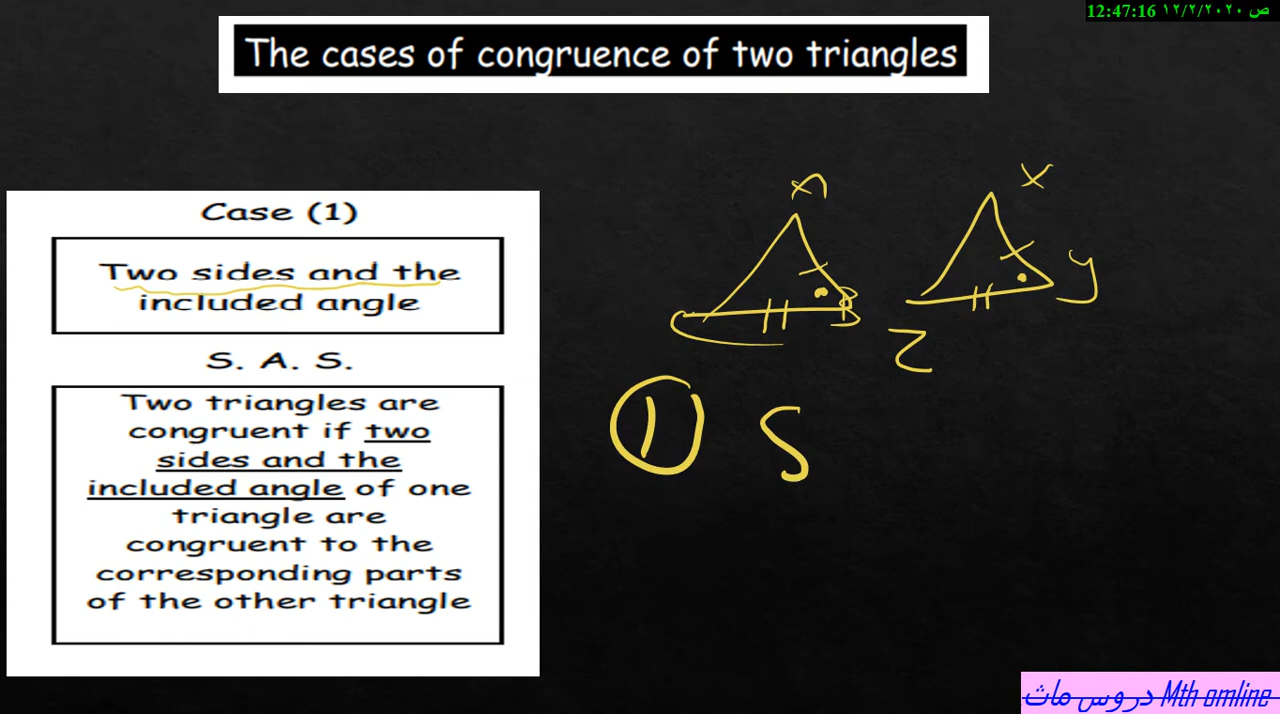 12:47:16 ١٢/٢/٢٠٢٠ ص
The cases of congruence of two triangles
Case (1)
Two sides and the
included angle
S. A. S.
Two triangles are
congruent if two
sides and the
included angle of one
triangle are
congruent to the
corresponding parts
of the other triangle
A
B
C
X
y
Z
1 S
Mth omline دروس ماث